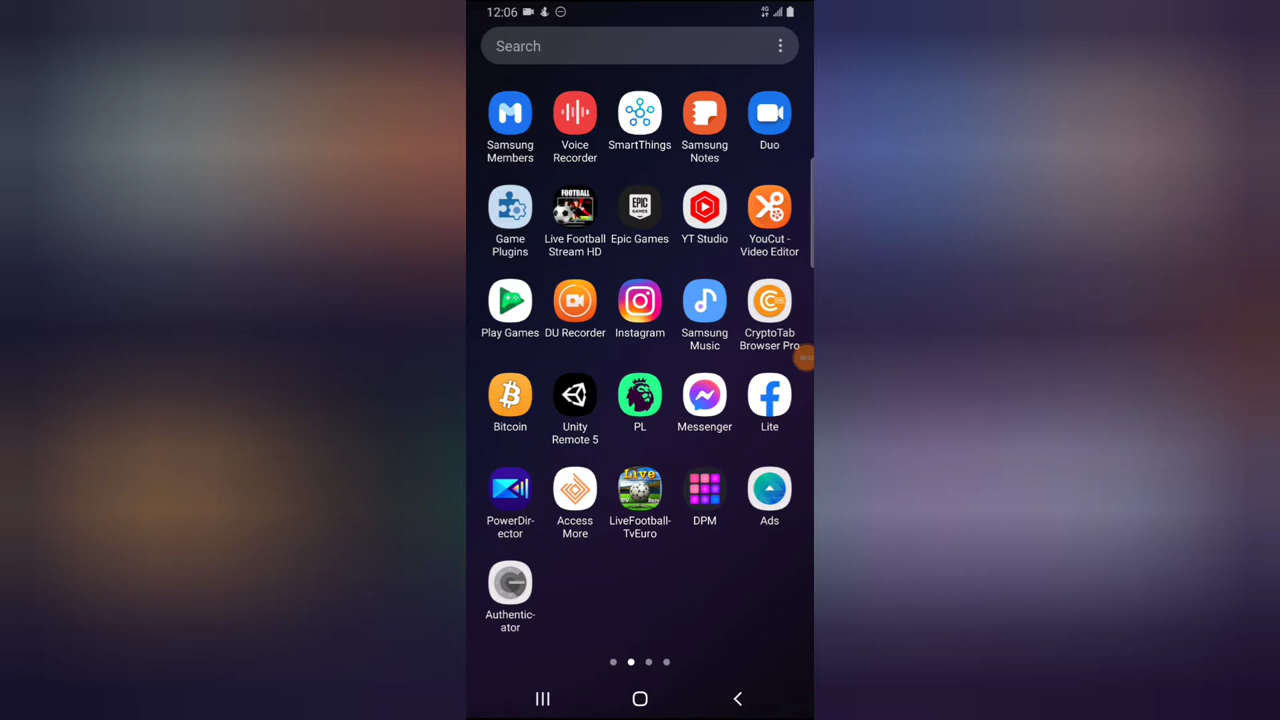 12:06
4G
Search
Samsung Members
Voice Recorder
SmartThings
Samsung Notes
Duo
FOOTBALL
EPIC GAMES
Game Plugins
Live Football Stream HD
Epic Games
YT Studio
YouCut - Video Editor
Play Games
DU Recorder
Instagram
Samsung Music
CryptoTab Browser Pro
Bitcoin
Unity Remote 5
PL
Messenger
Lite
Live
PowerDir-ector
Access More
LiveFootball-TvEuro
DPM
Ads
Authentic-ator